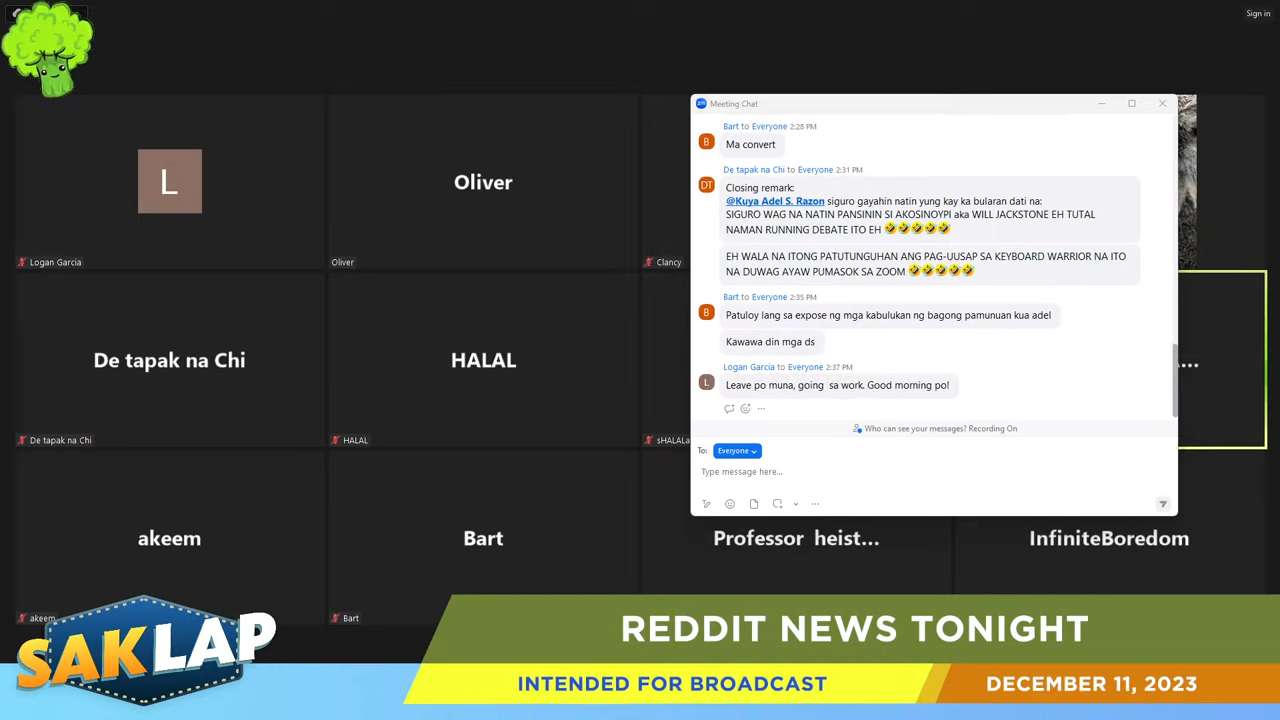 Sign in
L
Logan Garcia
Oliver
Oliver
Clancy
Meeting Chat
Bart to Everyone 2:28 PM
B
Ma convert
De tapak na Chi to Everyone 2:31 PM
DT
Closing remark:
@Kuya Adel S. Razon siguro gayahin natin yung kay ka bularan dati na:
SIGURO WAG NA NATIN PANSININ SI AKOSINOYPI aka WILL JACKSTONE EH TUTAL
NAMAN RUNNING DEBATE ITO EH 🤣🤣🤣🤣🤣
EH WALA NA ITONG PATUTUNGUHAN ANG PAG-UUSAP SA KEYBOARD WARRIOR NA ITO
NA DUWAG AYAW PUMASOK SA ZOOM 🤣🤣🤣🤣🤣
Bart to Everyone 2:35 PM
B
Patuloy lang sa expose ng mga kabulukan ng bagong pamunuan kua adel
Kawawa din mga ds
Logan Garcia to Everyone 2:37 PM
L
Leave po muna, going  sa work. Good morning po!
Who can see your messages? Recording On
To: Everyone
Type message here...
De tapak na Chi
De tapak na Chi
HALAL
HALAL
...
akeem
akeem
Bart
Bart
Professor heist...
InfiniteBoredom
SAKLAP
REDDIT NEWS TONIGHT
INTENDED FOR BROADCAST
DECEMBER 11, 2023